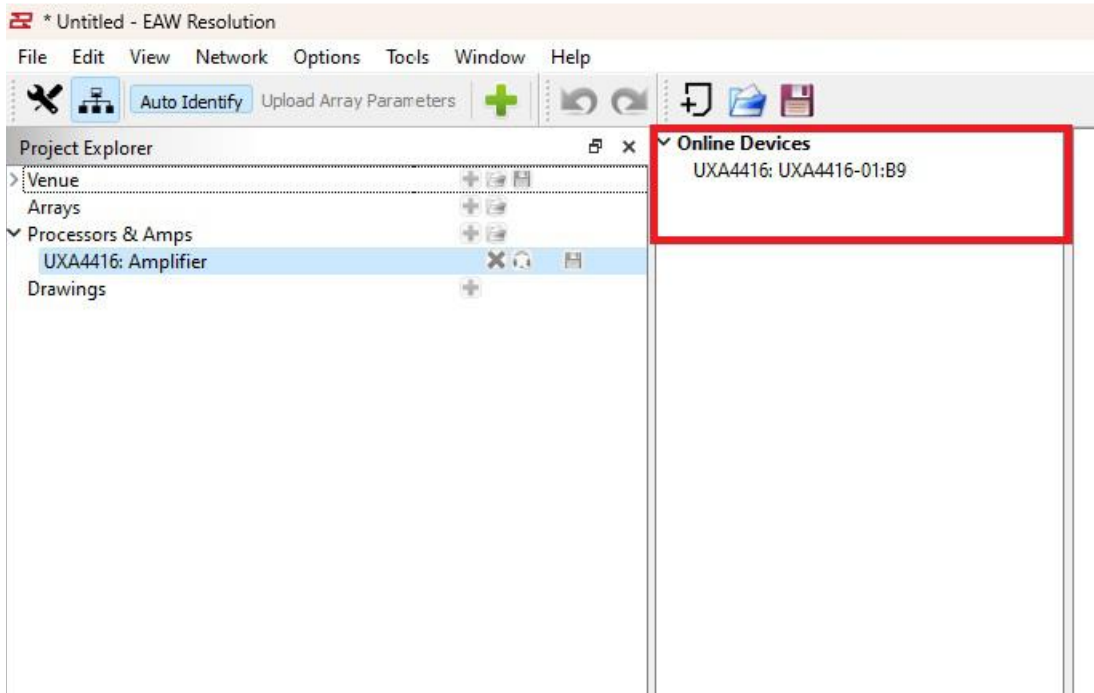 * Untitled - EAW Resolution
File Edit View Network Options Tools Window Help
Auto Identify Upload Array Parameters
Project Explorer
Venue
Arrays
Processors & Amps
UXA4416: Amplifier
Drawings
Online Devices
UXA4416: UXA4416-01:B9